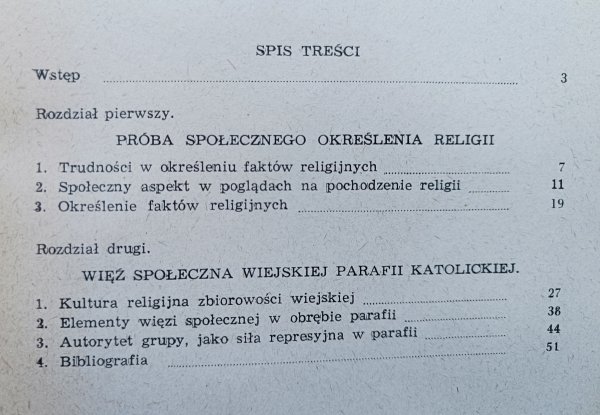 SPIS TREŚCI
Wstęp 3
Rozdział pierwszy.
PRÓBA SPOŁECZNEGO OKREŚLENIA RELIGII
1. Trudności w określeniu faktów religijnych 7
2. Społeczny aspekt w poglądach na pochodzenie religii 11
3. Określenie faktów religijnych 19
Rozdział drugi.
WIĘŹ SPOŁECZNA WIEJSKIEJ PARAFII KATOLICKIEJ.
1. Kultura religijna zbiorowości wiejskiej 27
2. Elementy więzi społecznej w obrębie parafii 38
3. Autorytet grupy, jako siła represyjna w parafii 44
4. Bibliografia 51